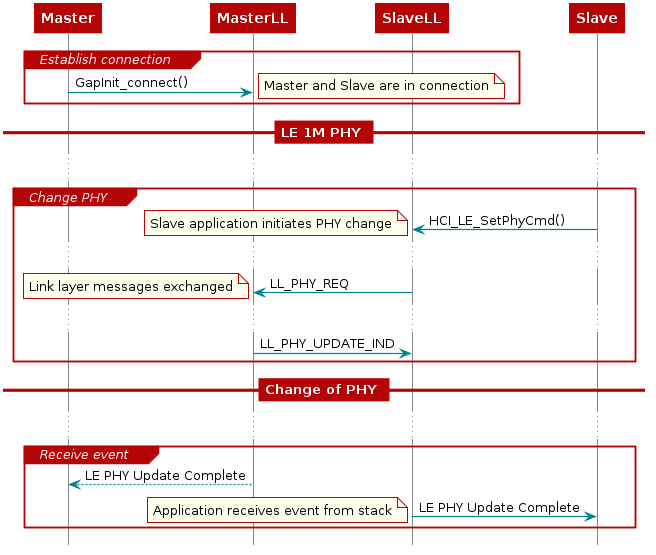 Master MasterLL SlaveLL Slave
Establish connection
GapInit_connect()
Master and Slave are in connection
LE 1M PHY
Change PHY
Slave application initiates PHY change
HCI_LE_SetPhyCmd()
Link layer messages exchanged
LL_PHY_REQ
LL_PHY_UPDATE_IND
Change of PHY
Receive event
LE PHY Update Complete
Application receives event from stack
LE PHY Update Complete